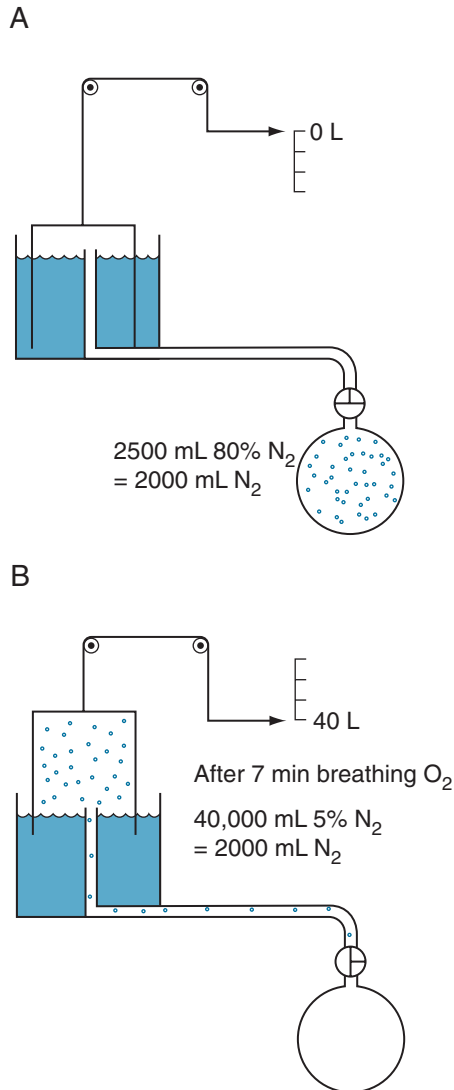 A
0 L
2500 mL 80% N₂
= 2000 mL N₂
B
40 L
After 7 min breathing O₂
40,000 mL 5% N₂
= 2000 mL N₂